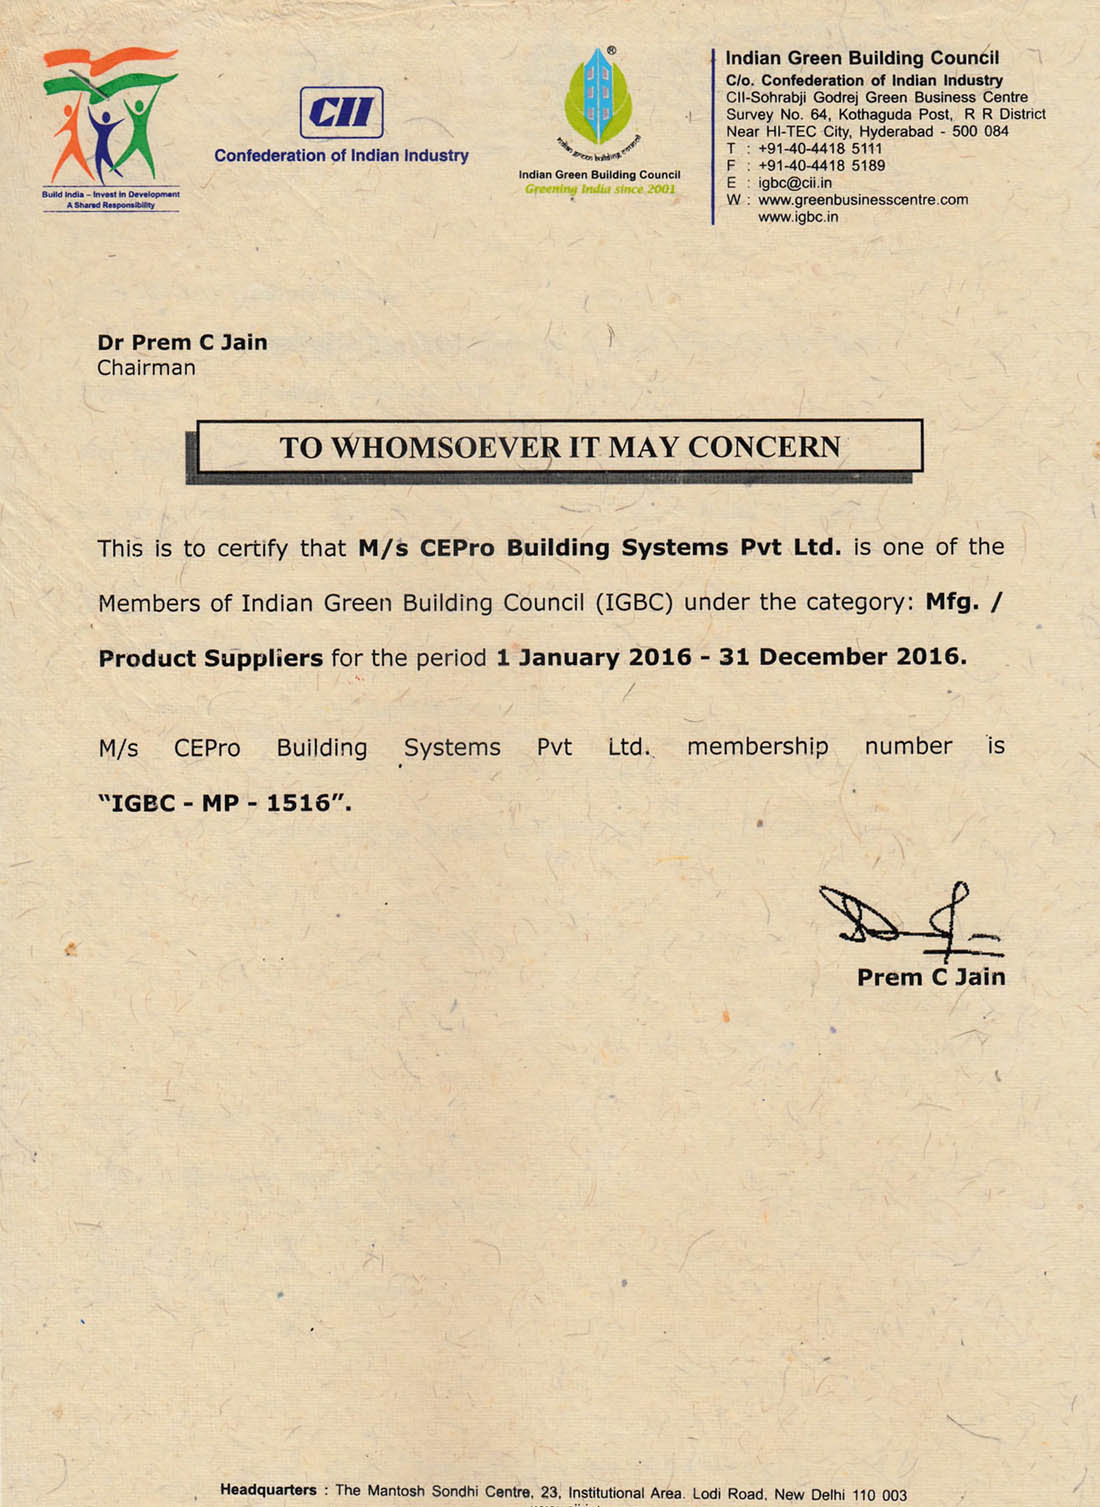 Build India – Invest in Development
A Shared Responsibility
CII
Confederation of Indian Industry
®
indian green building council
Indian Green Building Council
Greening India since 2001
Indian Green Building Council
C/o. Confederation of Indian Industry
CII-Sohrabji Godrej Green Business Centre
Survey No. 64, Kothaguda Post, R R District
Near HI-TEC City, Hyderabad - 500 084
T : +91-40-4418 5111
F : +91-40-4418 5189
E : igbc@cii.in
W : www.greenbusinesscentre.com
www.igbc.in
Dr Prem C Jain
Chairman
TO WHOMSOEVER IT MAY CONCERN
This is to certify that M/s CEPro Building Systems Pvt Ltd. is one of the
Members of Indian Green Building Council (IGBC) under the category: Mfg. /
Product Suppliers for the period 1 January 2016 - 31 December 2016.
M/s CEPro Building Systems Pvt Ltd. membership number is
“IGBC - MP - 1516”.
Prem C Jain
Headquarters : The Mantosh Sondhi Centre, 23, Institutional Area. Lodi Road, New Delhi 110 003